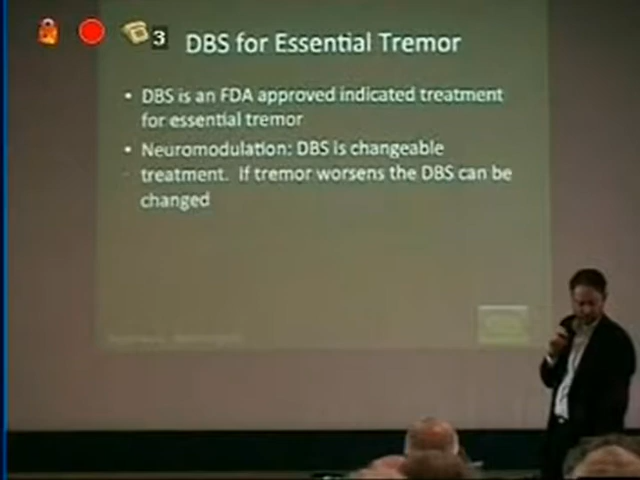 3
DBS for Essential Tremor
• DBS is an FDA approved indicated treatment
for essential tremor
• Neuromodulation: DBS is changeable
treatment. If tremor worsens the DBS can be
changed